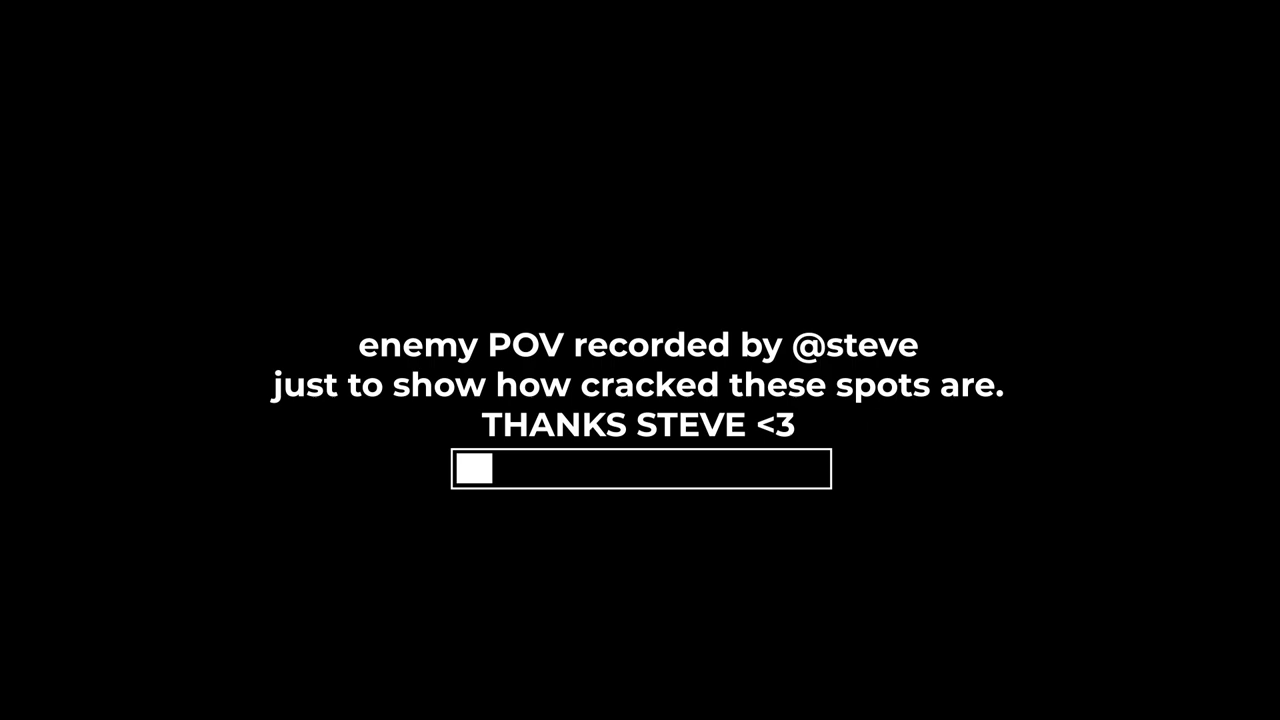 enemy POV recorded by @steve
just to show how cracked these spots are.
THANKS STEVE <3